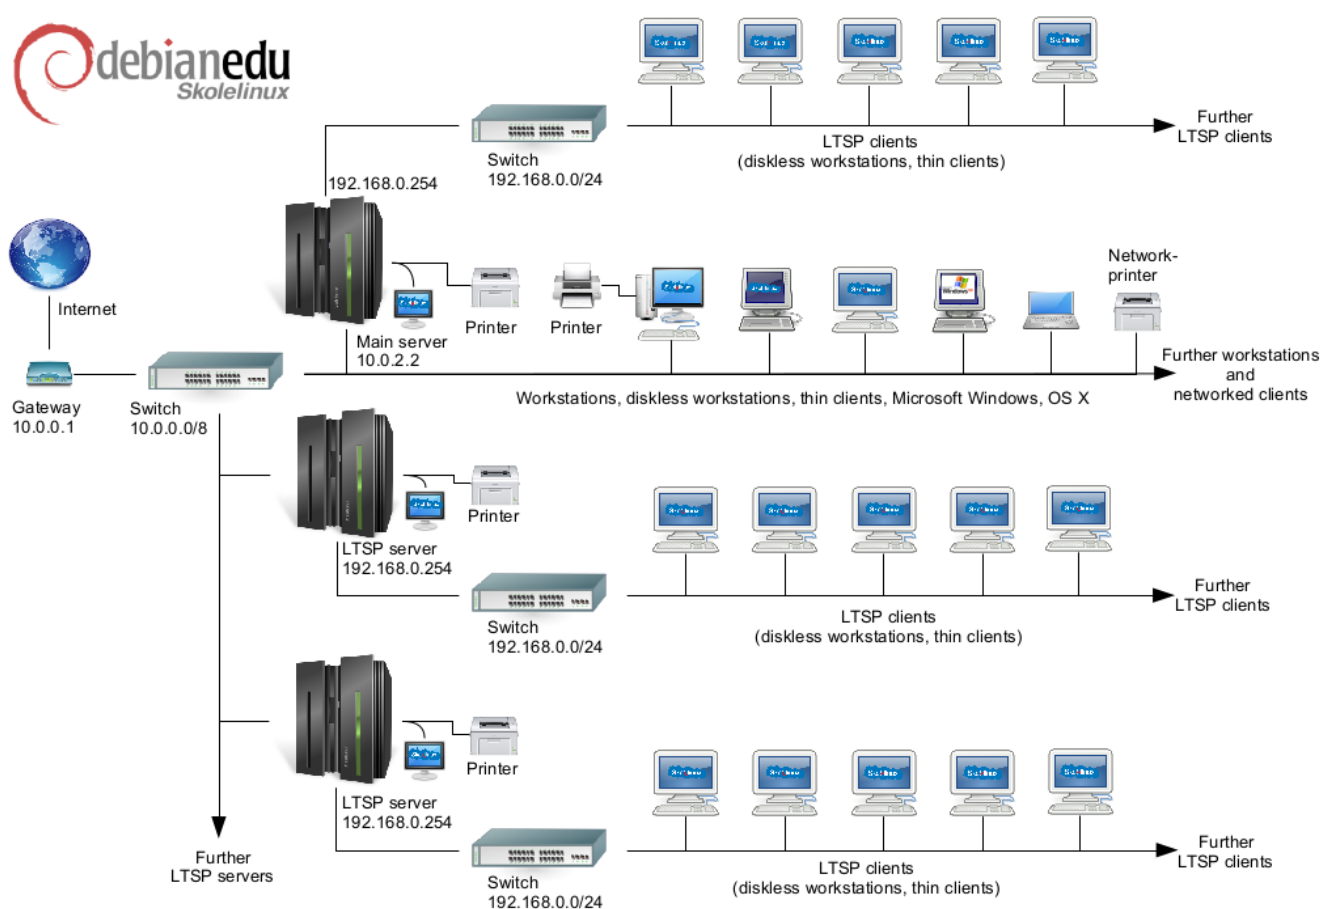 debianedu
Skolelinux
Further
LTSP clients
LTSP clients
(diskless workstations, thin clients)
Switch
192.168.0.0/24
192.168.0.254
Internet
Network-
printer
Printer
Printer
Main server
10.0.2.2
Windows
Further workstations
and
networked clients
Workstations, diskless workstations, thin clients, Microsoft Windows, OS X
Gateway
10.0.0.1
Switch
10.0.0.0/8
Printer
LTSP server
192.168.0.254
Switch
192.168.0.0/24
LTSP clients
(diskless workstations, thin clients)
Further
LTSP clients
Printer
LTSP server
192.168.0.254
Further
LTSP servers
Switch
192.168.0.0/24
LTSP clients
(diskless workstations, thin clients)
Further
LTSP clients